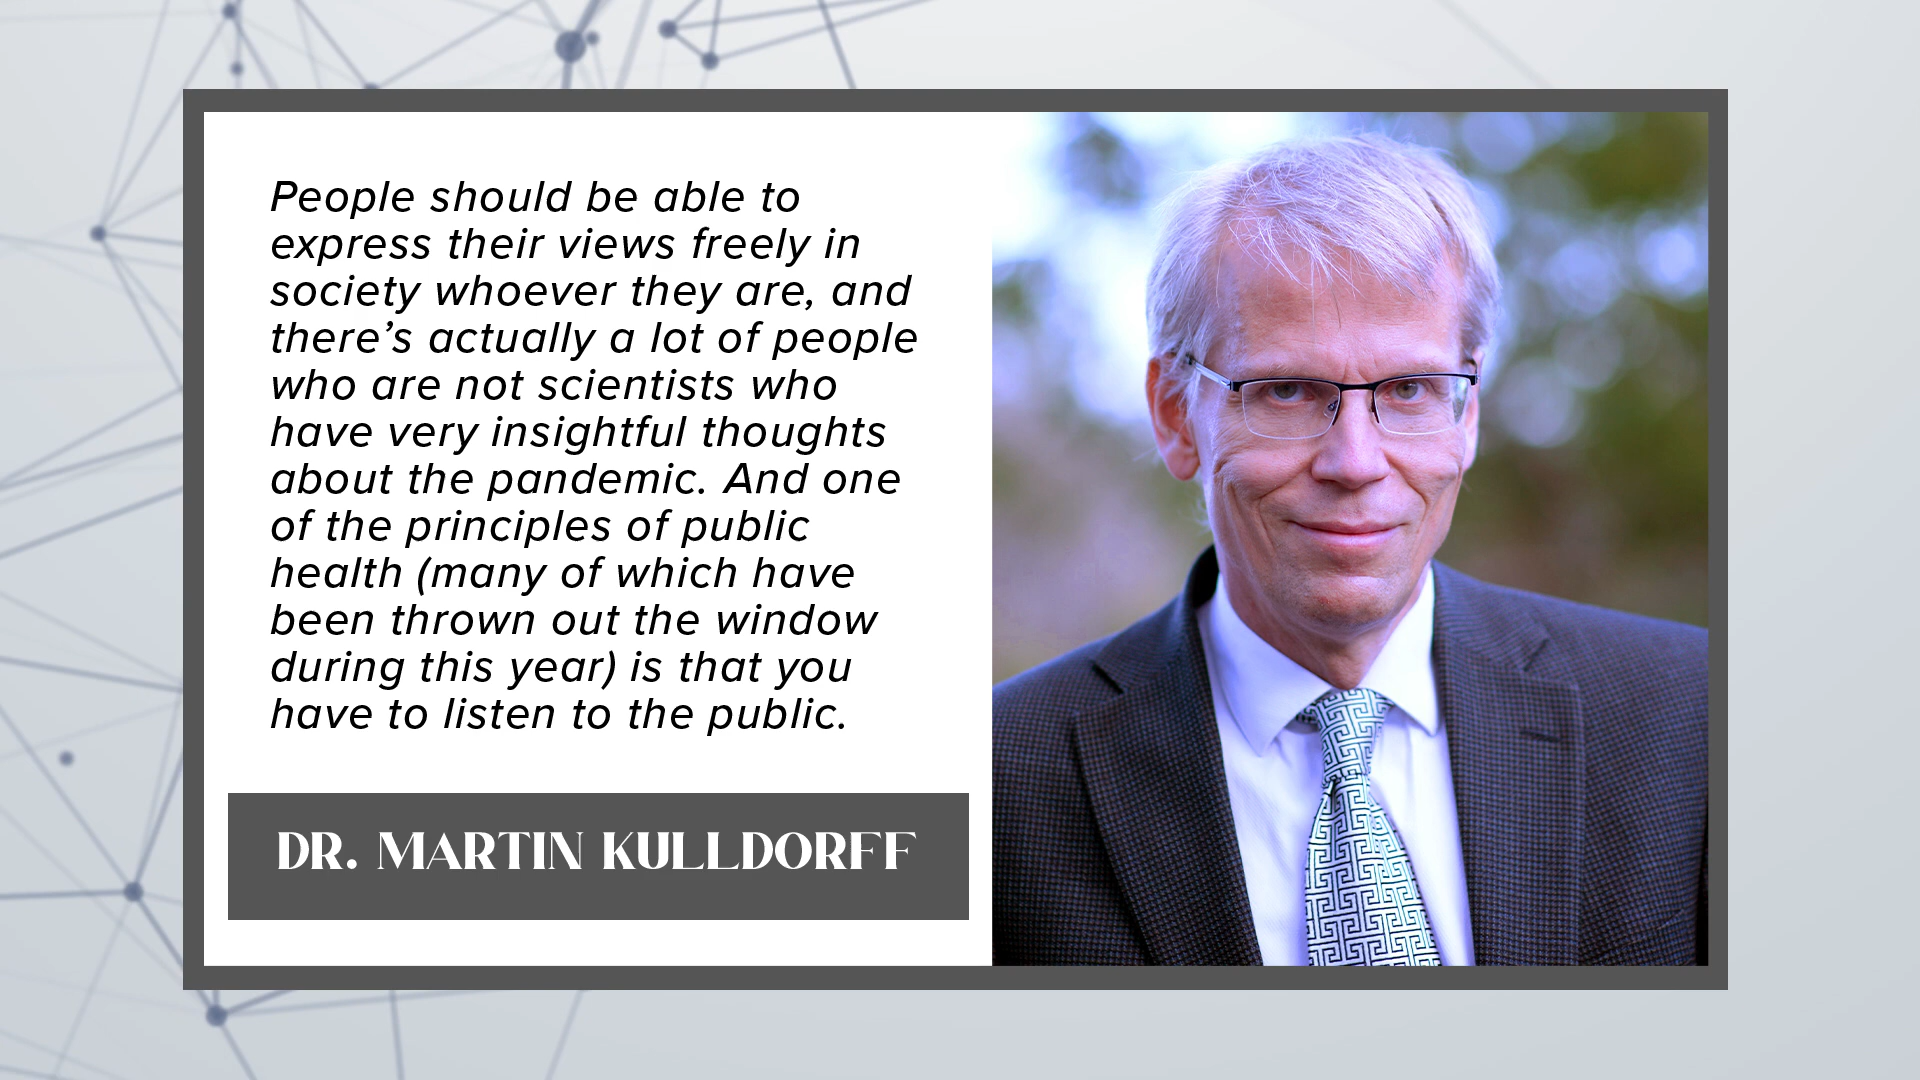 People should be able to
express their views freely in
society whoever they are, and
there’s actually a lot of people
who are not scientists who
have very insightful thoughts
about the pandemic. And one
of the principles of public
health (many of which have
been thrown out the window
during this year) is that you
have to listen to the public.
DR. MARTIN KULLDORFF